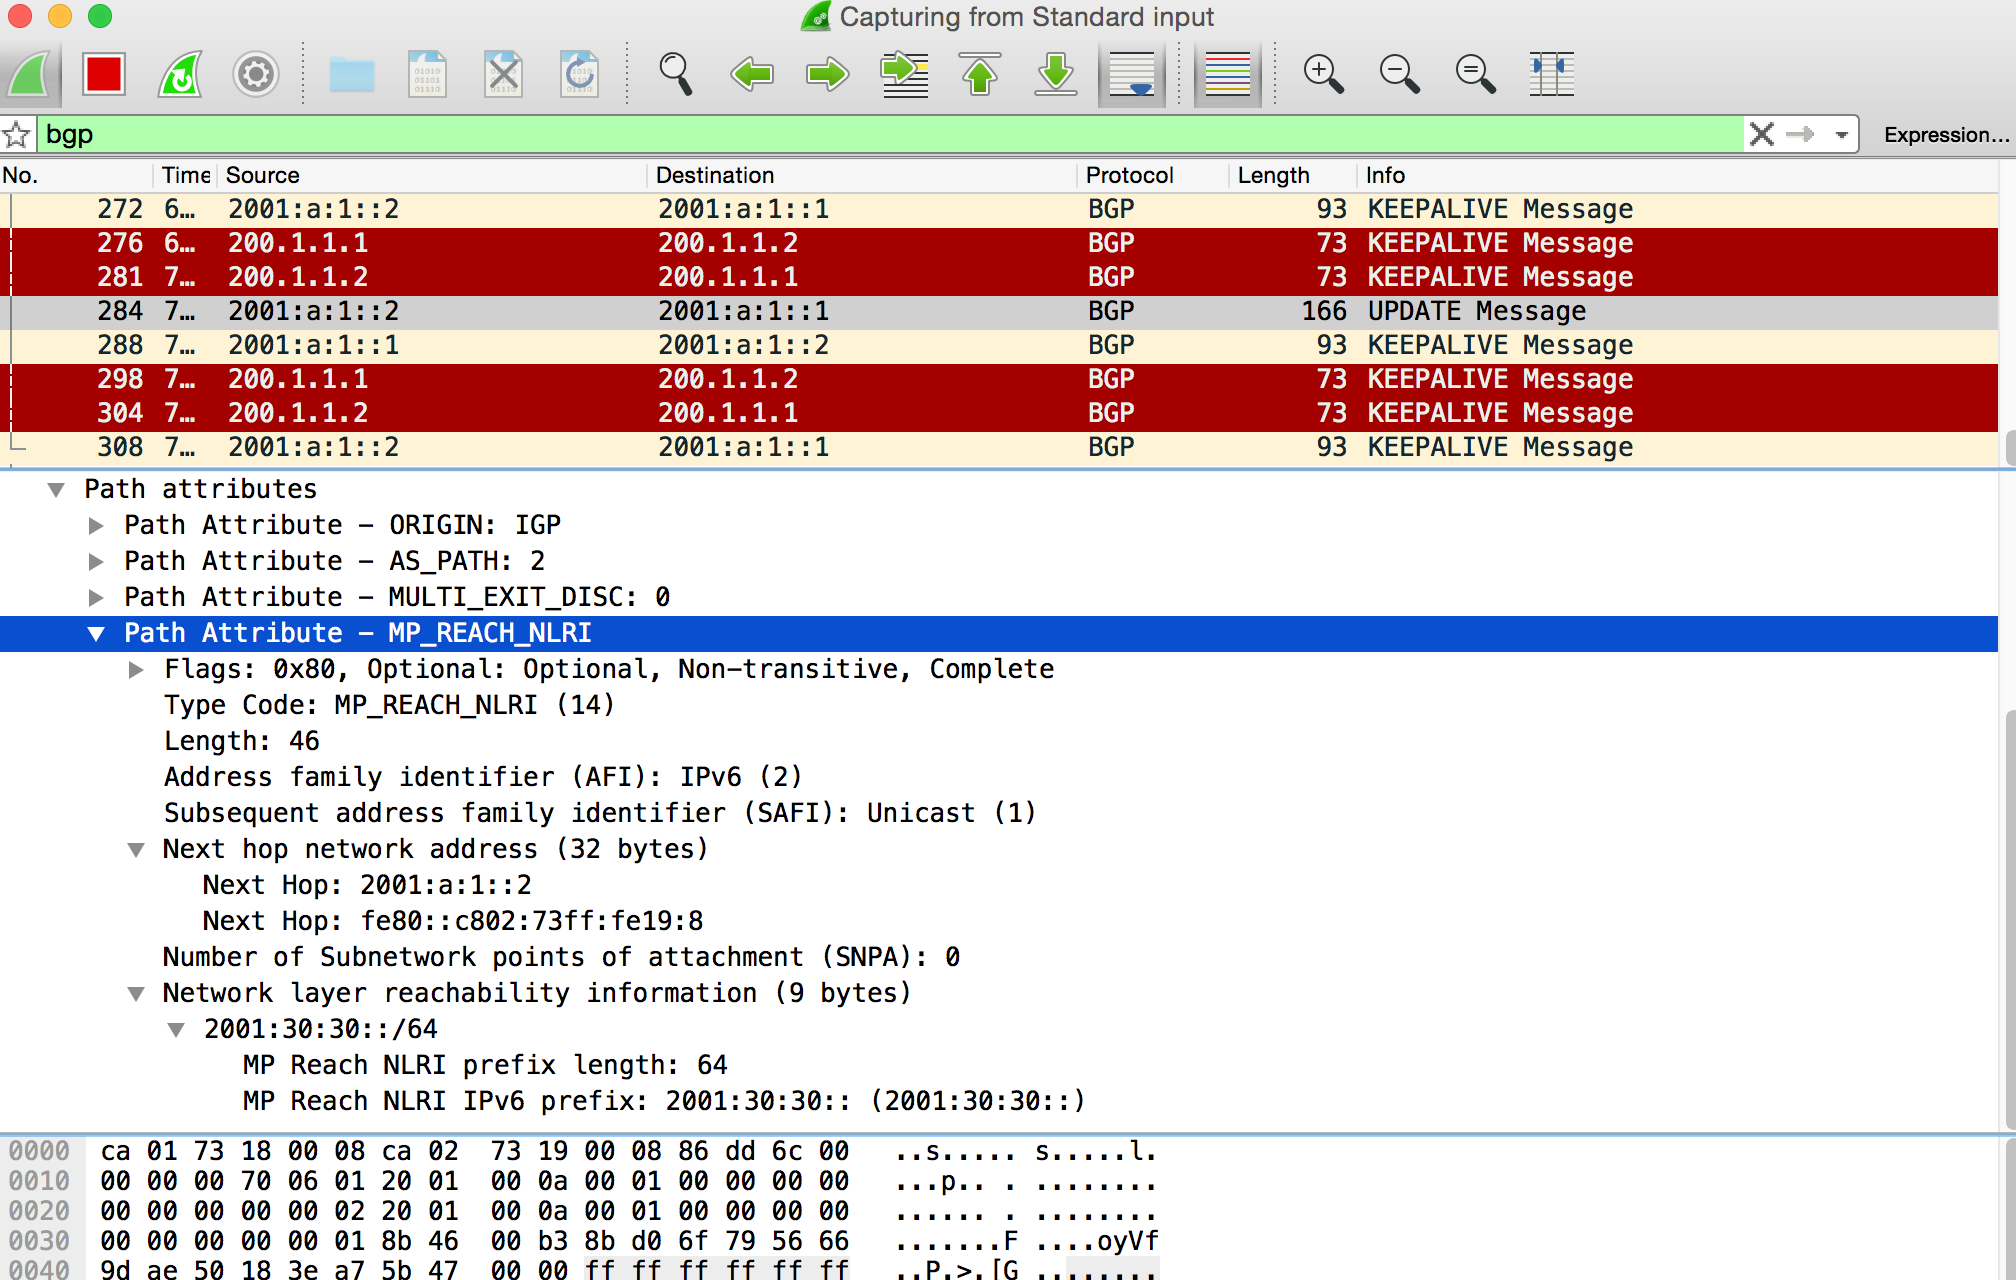 Capturing from Standard input
bgp
Expression…
No. Time Source Destination Protocol Length Info
272 6… 2001:a:1::2 2001:a:1::1 BGP 93 KEEPALIVE Message
276 6… 200.1.1.1 200.1.1.2 BGP 73 KEEPALIVE Message
281 7… 200.1.1.2 200.1.1.1 BGP 73 KEEPALIVE Message
284 7… 2001:a:1::2 2001:a:1::1 BGP 166 UPDATE Message
288 7… 2001:a:1::1 2001:a:1::2 BGP 93 KEEPALIVE Message
298 7… 200.1.1.1 200.1.1.2 BGP 73 KEEPALIVE Message
304 7… 200.1.1.2 200.1.1.1 BGP 73 KEEPALIVE Message
308 7… 2001:a:1::2 2001:a:1::1 BGP 93 KEEPALIVE Message
Path attributes
Path Attribute – ORIGIN: IGP
Path Attribute – AS_PATH: 2
Path Attribute – MULTI_EXIT_DISC: 0
Path Attribute – MP_REACH_NLRI
Flags: 0x80, Optional: Optional, Non-transitive, Complete
Type Code: MP_REACH_NLRI (14)
Length: 46
Address family identifier (AFI): IPv6 (2)
Subsequent address family identifier (SAFI): Unicast (1)
Next hop network address (32 bytes)
Next Hop: 2001:a:1::2
Next Hop: fe80::c802:73ff:fe19:8
Number of Subnetwork points of attachment (SNPA): 0
Network layer reachability information (9 bytes)
2001:30:30::/64
MP Reach NLRI prefix length: 64
MP Reach NLRI IPv6 prefix: 2001:30:30:: (2001:30:30::)
0000 ca 01 73 18 00 08 ca 02 73 19 00 08 86 dd 6c 00 ..s..... s.....l.
0010 00 00 00 70 06 01 20 01 00 0a 00 01 00 00 00 00 ...p.. . ........
0020 00 00 00 00 00 02 20 01 00 0a 00 01 00 00 00 00 ...... . ........
0030 00 00 00 00 00 01 8b 46 00 b3 8b d0 6f 79 56 66 .......F ....oyVf
0040 9d ae 50 18 3e a7 5b 47 00 00 ff ff ff ff ff ff ..P.>.[G ........